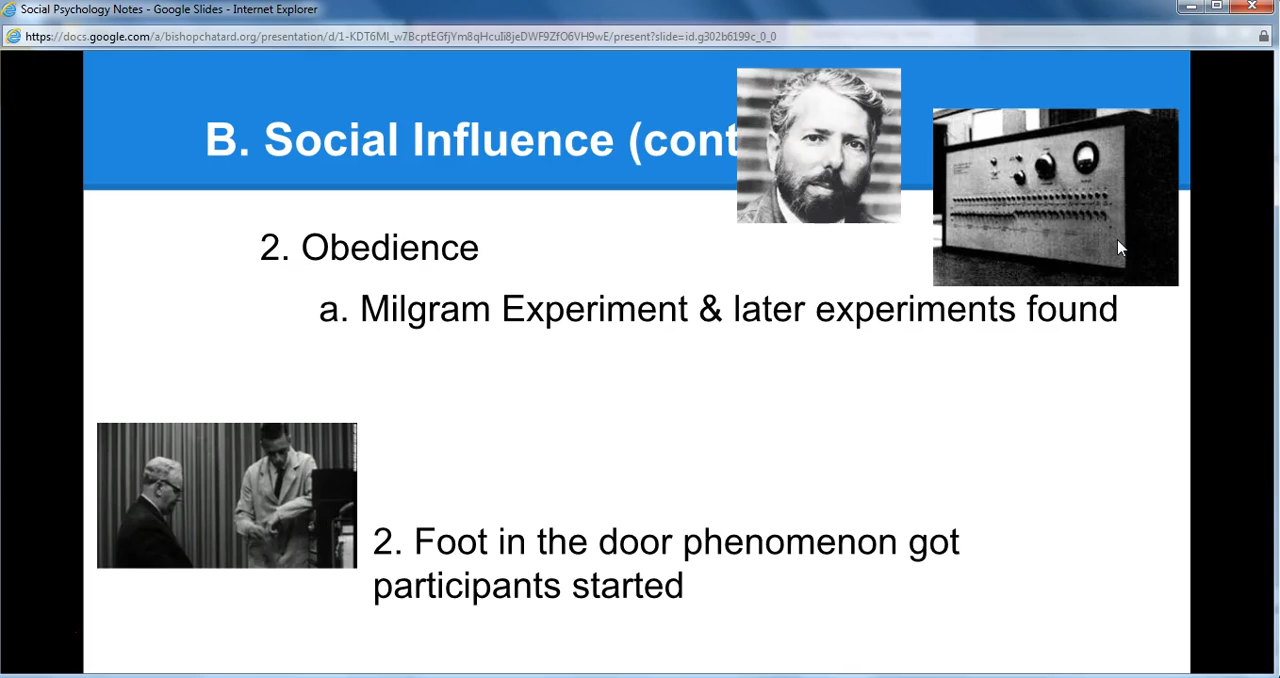 Social Psychology Notes - Google Slides - Internet Explorer
https://docs.google.com/a/bishopchatard.org/presentation/d/1-KDT6MI_w7BcptEGfjYm8qHcuIi8jeDWF9ZfO6VH9wE/present?slide=id.g302b6199c_0_0
B. Social Influence (cont
2. Obedience
a. Milgram Experiment & later experiments found
2. Foot in the door phenomenon got
participants started